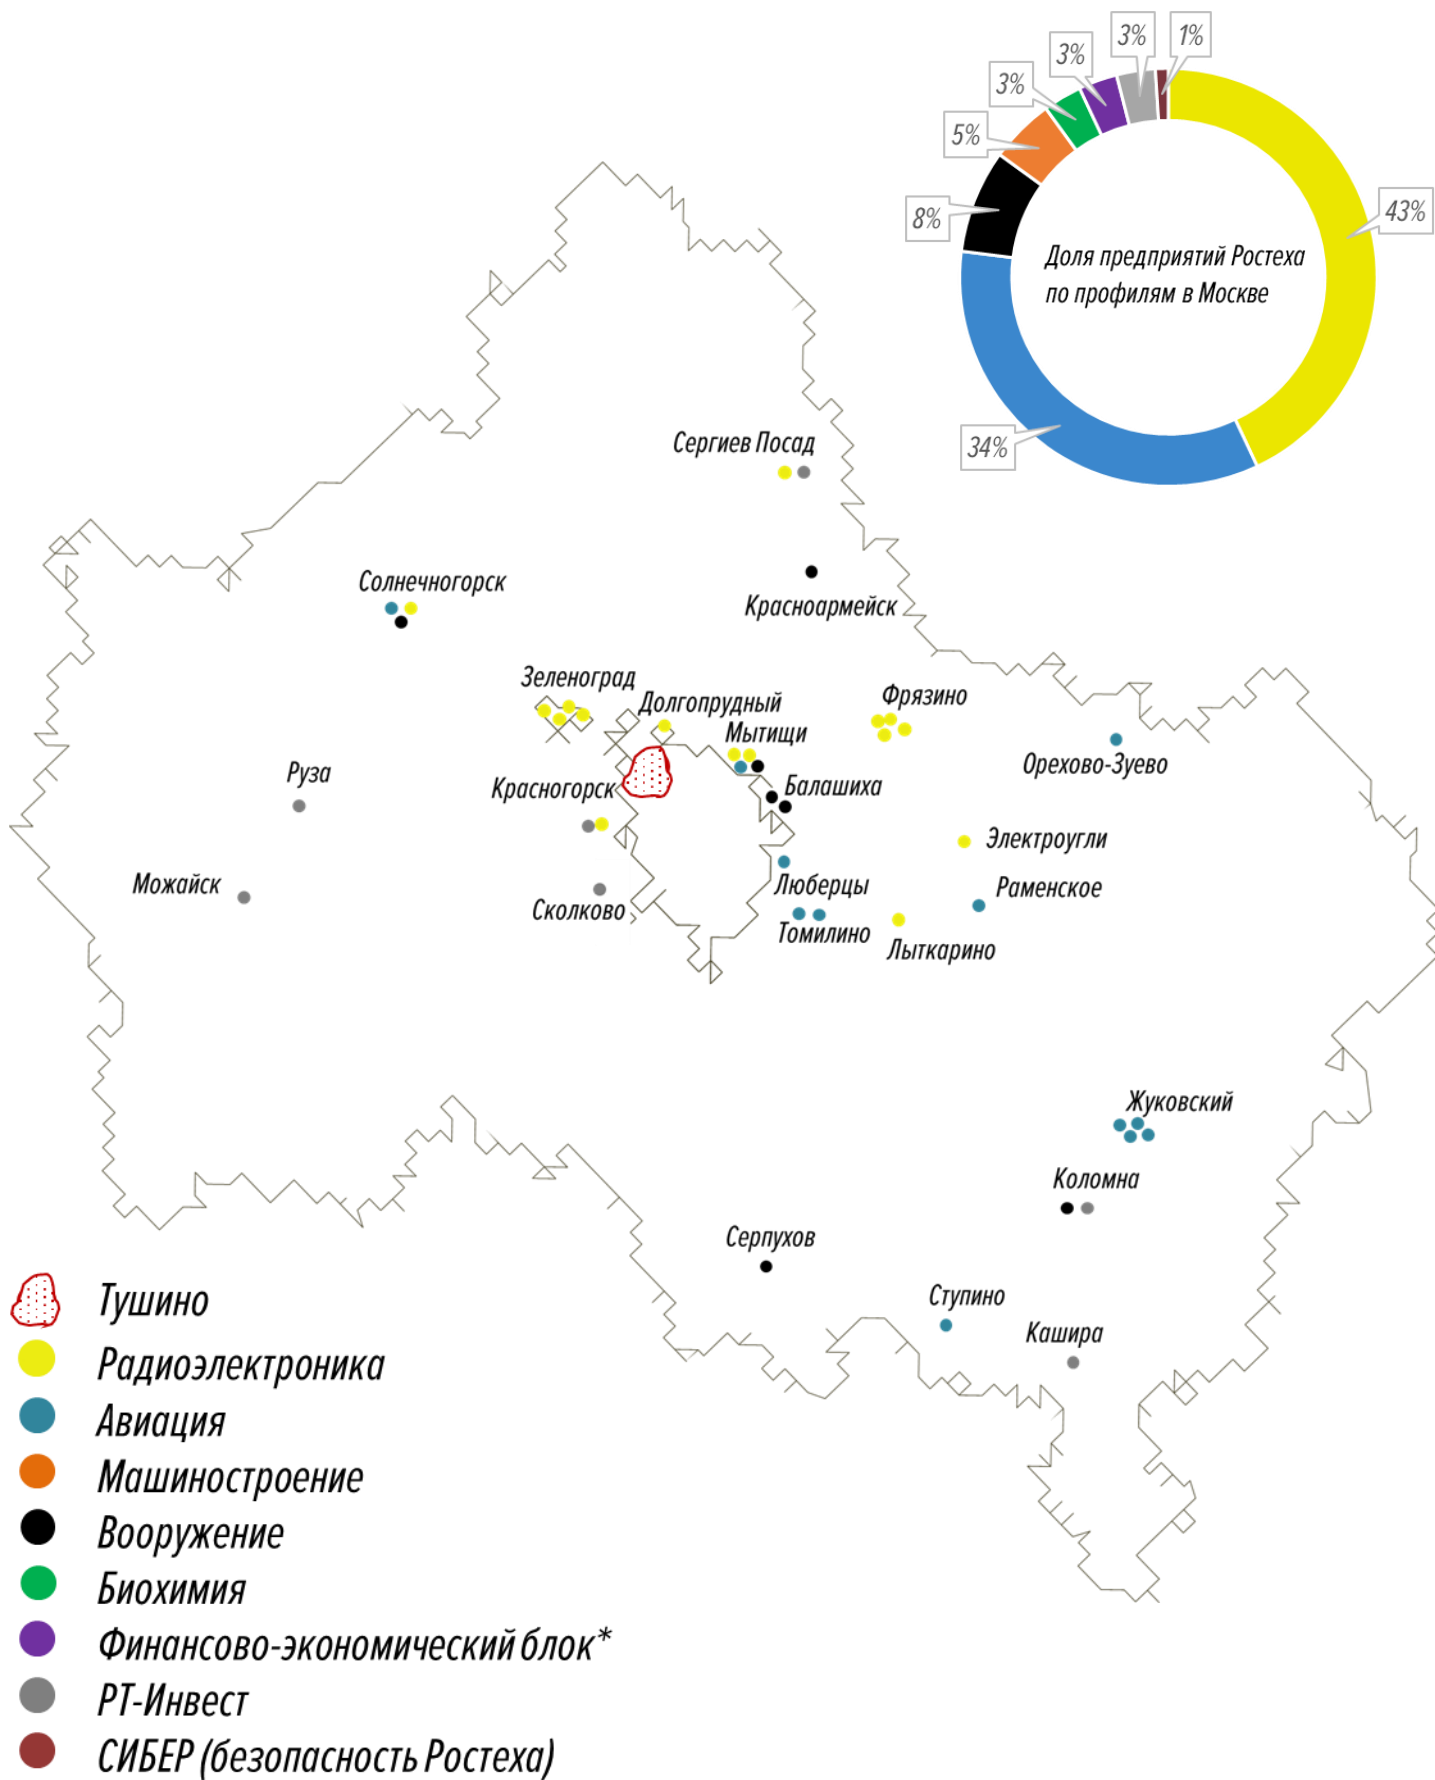 3%
1%
3%
3%
5%
8%
43%
34%
Доля предприятий Ростеха
по профилям в Москве
Сергиев Посад
Красноармейск
Солнечногорск
Зеленоград
Долгопрудный
Мытищи
Фрязино
Орехово-Зуево
Руза
Красногорск
Балашиха
Электроугли
Можайск
Сколково
Люберцы
Раменское
Томилино
Лыткарино
Жуковский
Коломна
Серпухов
Ступино
Кашира
Тушино
Радиоэлектроника
Авиация
Машиностроение
Вооружение
Биохимия
Финансово-экономический блок*
РТ-Инвест
СИБЕР (безопасность Ростеха)